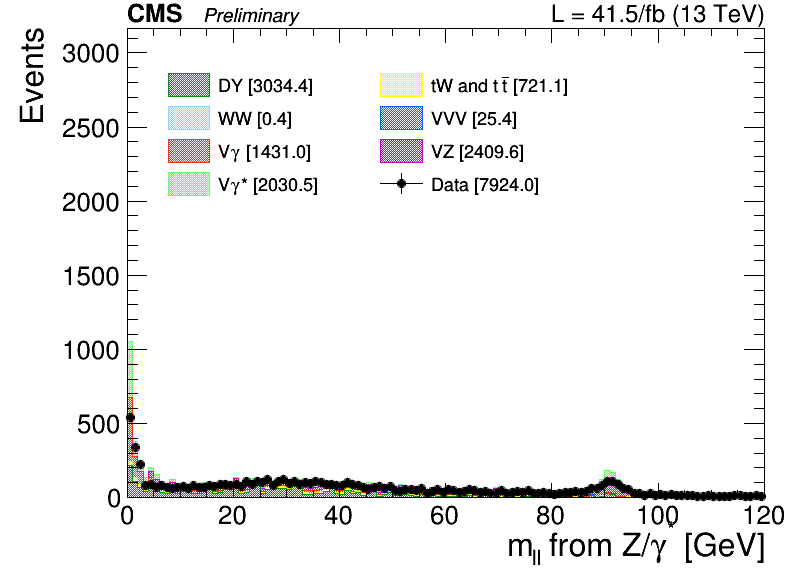 CMS Preliminary L = 41.5/fb (13 TeV)
Events
3000
2500
2000
1500
1000
500
0
DY [3034.4]
WW [0.4]
Vγ [1431.0]
Vγ* [2030.5]
tW and tt̅ [721.1]
VVV [25.4]
VZ [2409.6]
Data [7924.0]
0 20 40 60 80 100 120
m_ll from Z/γ* [GeV]